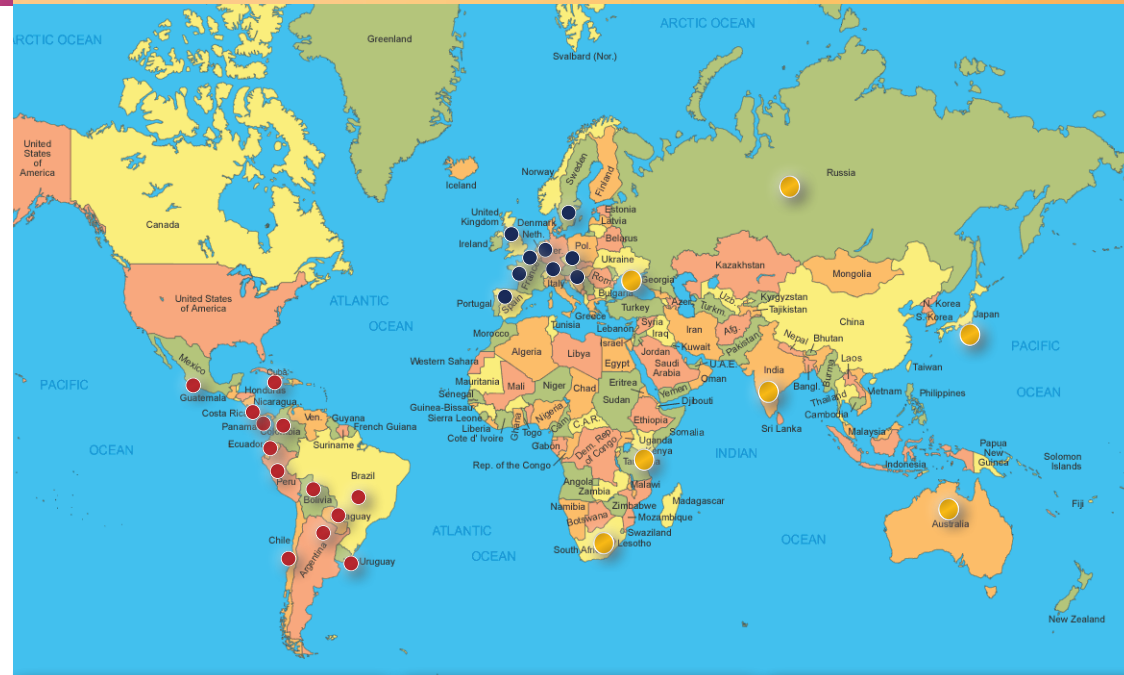 ARCTIC OCEAN
Greenland
Svalbard (Nor.)
ARCTIC OCEAN
United
States
of
America
Canada
Iceland
Norway
Sweden
Finland
Russia
United
Kingdom
Ireland
Denmark
Neth.
Estonia
Latvia
Belarus
Pol.
Ukraine
Kazakhstan
Mongolia
United States
of America
ATLANTIC
OCEAN
Portugal
Spain
Italy
Rom.
Bulgaria
Greece
Georgia
Turkey
Azer.
Uzb.
Turkm.
Kyrgyzstan
Tajikistan
China
N. Korea
S. Korea
Japan
PACIFIC
OCEAN
Morocco
Tunisia
Lebanon
Israel
Syria
Iraq
Iran
Afg.
Pakistan
Nepal
Bhutan
Kuwait
Jordan
Saudi
Arabia
U.A.E.
Oman
Yemen
India
Bangl.
Burma
Laos
Taiwan
Vietnam
Thailand
Cambodia
Philippines
Sri Lanka
Malaysia
Indonesia
Papua
New
Guinea
Solomon
Islands
Fiji
PACIFIC
OCEAN
Mexico
Cuba
Guatemala
Honduras
Nicaragua
Costa Rica
Panama
Ven.
Guyana
French Guiana
Suriname
Colombia
Ecuador
Peru
Brazil
Bolivia
Chile
Argentina
Uruguay
Western Sahara
Algeria
Libya
Egypt
Mauritania
Mali
Niger
Chad
Sudan
Eritrea
Djibouti
Sénegal
Guinea-Bissau
Sierra Leone
Liberia
Cote d' Ivoire
Ghana
Togo
Nigeria
Cam.
C.A.R.
Ethiopia
Somalia
Uganda
Gabon
Rep. of the Congo
Dem. Rep.
of Congo
Angola
Zambia
Malawi
Namibia
Botswana
Zimbabwe
Mozambique
Madagascar
Swaziland
Lesotho
ATLANTIC
OCEAN
INDIAN
OCEAN
Australia
New Zealand